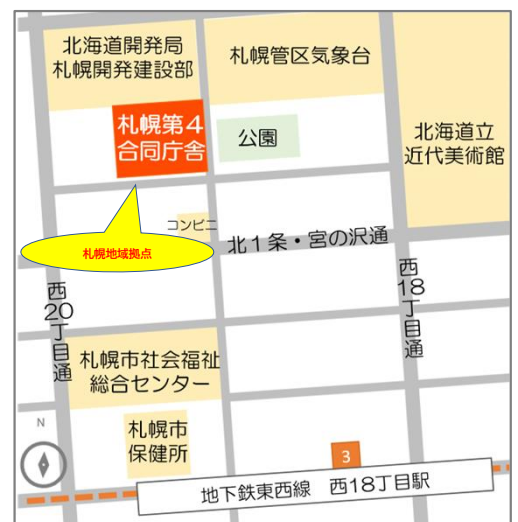 北海道開発局
札幌開発建設部
札幌管区気象台
札幌第4
合同庁舎
公園
北海道立
近代美術館
コンビニ
札幌地域拠点
北1条・宮の沢通
西18丁目通
西20丁目通
札幌市社会福祉
総合センター
札幌市
保健所
N
3
地下鉄東西線 西18丁目駅